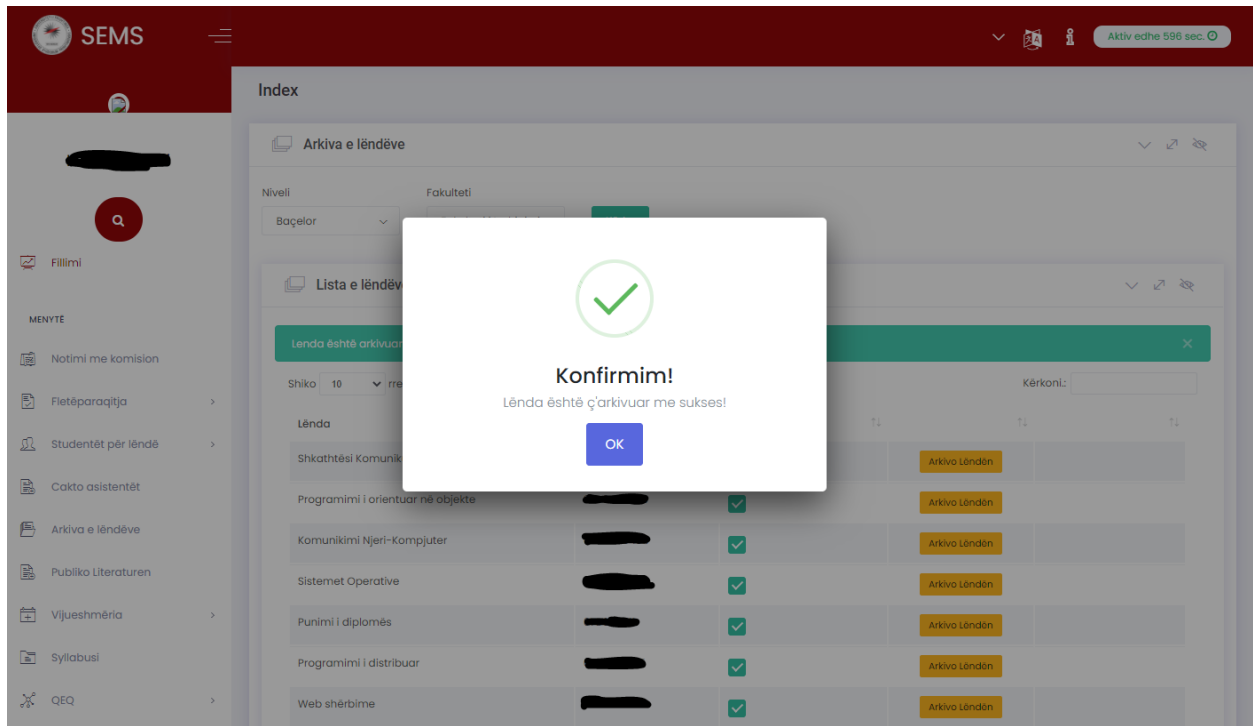 SEMS
Aktiv edhe 596 sec.
Index
Arkiva e lëndëve
Niveli Fakulteti
Baçelor
Fillimi
Lista e lëndëv
MENYTË
Lenda është arkivuar
Notimi me komision
Shiko 10 rre
Kërkoni.:
Konfirmim!
Lënda është ç'arkivuar me sukses!
OK
Fletëparaqitja
Lënda
Studentët për lëndë
Shkathtësi Komunik Arkivo Lëndën
Cakto asistentët
Programimi i orientuar në objekte Arkivo Lëndën
Arkiva e lëndëve
Komunikimi Njeri-Kompjuter Arkivo Lëndën
Publiko Literaturen
Sistemet Operative Arkivo Lëndën
Vijueshmëria
Punimi i diplomës Arkivo Lëndën
Syllabusi
Programimi i distribuar Arkivo Lëndën
QEQ
Web shërbime Arkivo Lëndën